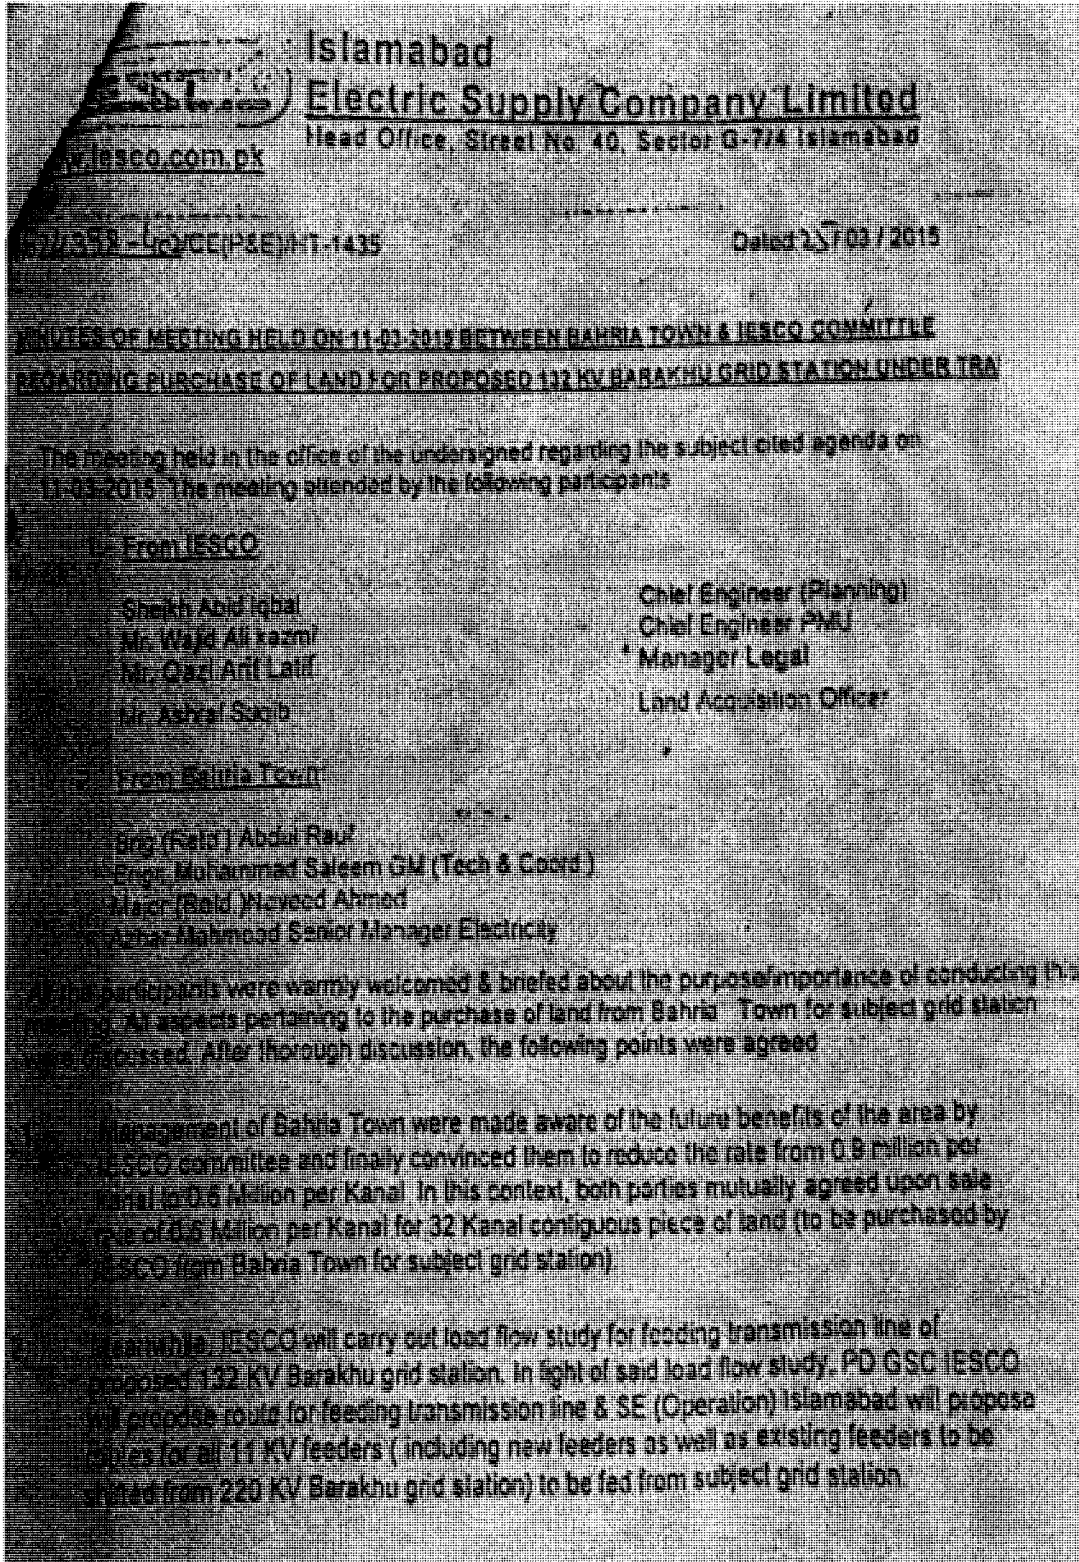 Islamabad
Electric Supply Company Limited
Head Office, Street No. 40, Sector G-7/4 Islamabad
w.iesco.com.pk
CE(P&E)/HT-1435
Dated 25/03 / 2015
MINUTES OF MEETING HELD ON 11-03-2015 BETWEEN BAHRIA TOWN & IESCO COMMITTLE
REGARDING PURCHASE OF LAND FOR PROPOSED 132 KV BARAKHU GRID STATION UNDER
The meeting held in the office of the undersigned regarding the subject cited agenda on
11-03-2015. The meeting attended by the following participants
From IESCO
Sheikh Abid Iqbal Chief Engineer (Planning)
Mr. Wajid Ali Kazmi Chief Engineer PMU
Mr. Qazi Arif Latif Manager Legal
Mr. Ashraf Saqib Land Acquisition Officer
From Bahria Town
Brig (Retd.) Abdul Rauf
Engr. Mohammad Saleem GM (Tech & Coord.)
Major (Retd.) Naveed Ahmed
Azhar Mahmood Senior Manager Electricity
All the participants were warmly welcomed & briefed about the purpose/importance of conducting this
meeting. All aspects pertaining to the purchase of land from Bahria Town for subject grid station
were discussed. After thorough discussion, the following points were agreed
1. Management of Bahria Town were made aware of the future benefits of the area by
IESCO committee and finally convinced them to reduce the rate from 0.8 million per
Kanal to 0.6 Million per Kanal. In this context, both parties mutually agreed upon sale
of 0.6 Million per Kanal for 32 Kanal contiguous piece of land (to be purchased by
IESCO from Bahria Town for subject grid station)
2. Meanwhile, IESCO will carry out load flow study for feeding transmission line of
proposed 132 KV Barakhu grid station. In light of said load flow study, PD GSC IESCO
will propose route for feeding transmission line & SE (Operation) Islamabad will propose
routes for all 11 KV feeders ( including new feeders as well as existing feeders to be
shifted from 220 KV Barakhu grid station) to be fed from subject grid station.